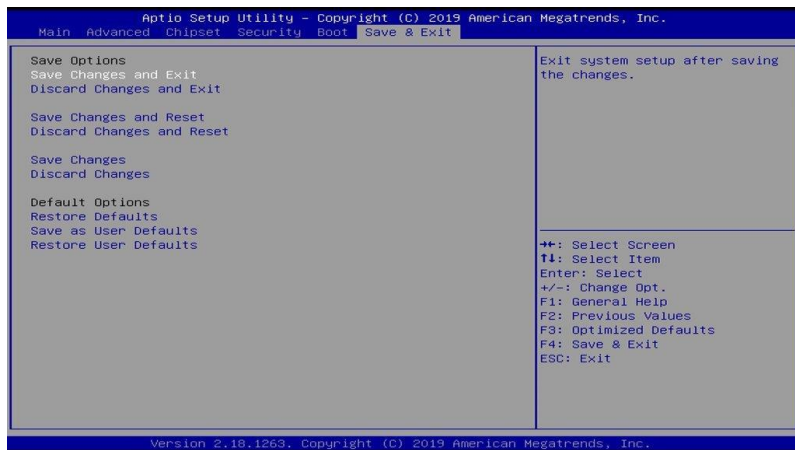 Aptio Setup Utility – Copyright (C) 2019 American Megatrends, Inc.
Main Advanced Chipset Security Boot Save & Exit
Save Options
Save Changes and Exit
Discard Changes and Exit
Save Changes and Reset
Discard Changes and Reset
Save Changes
Discard Changes
Default Options
Restore Defaults
Save as User Defaults
Restore User Defaults
Exit system setup after saving
the changes.
→←: Select Screen
↑↓: Select Item
Enter: Select
+/-: Change Opt.
F1: General Help
F2: Previous Values
F3: Optimized Defaults
F4: Save & Exit
ESC: Exit
Version 2.18.1263. Copyright (C) 2019 American Megatrends, Inc.